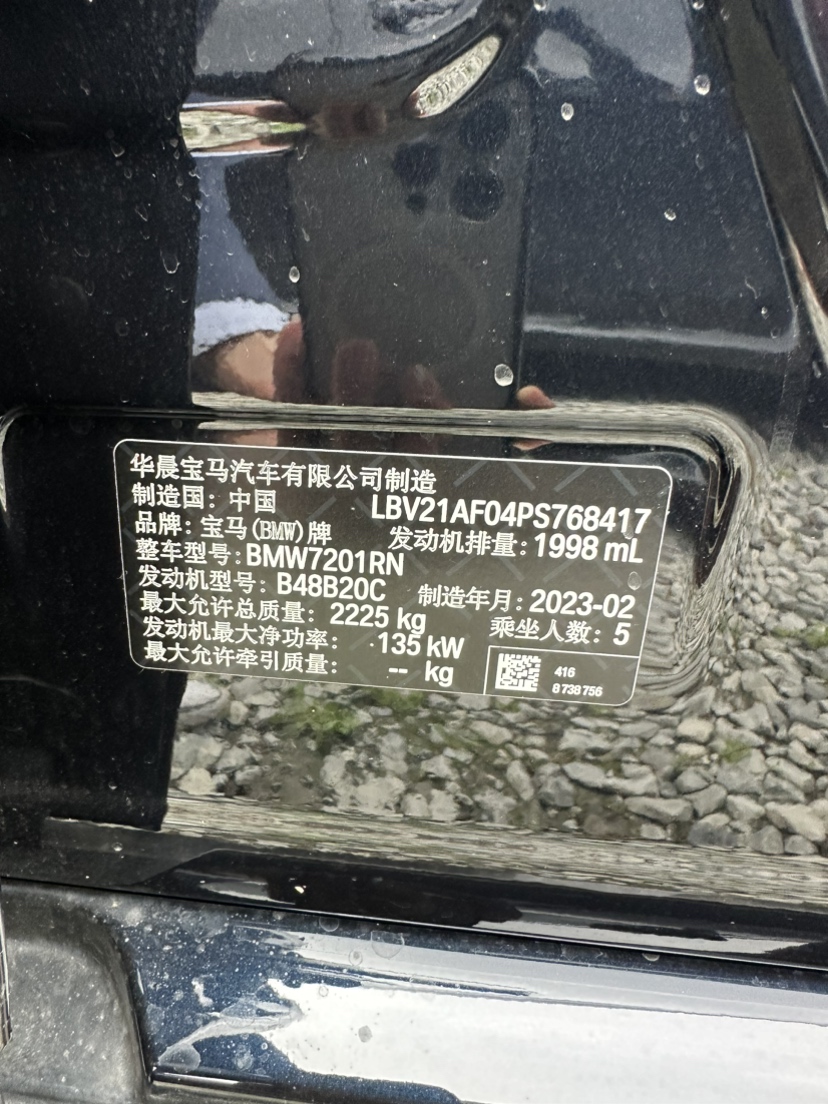 华晨宝马汽车有限公司制造
制造国：中国 LBV21AF04PS768417
品牌：宝马(BMW)牌 发动机排量：1998 mL
整车型号：BMW7201RN
发动机型号：B48B20C 制造年月：2023-02
最大允许总质量：2225 kg 乘坐人数：5
发动机最大净功率：135 kW
最大允许牵引质量：-- kg
416
8 738 756